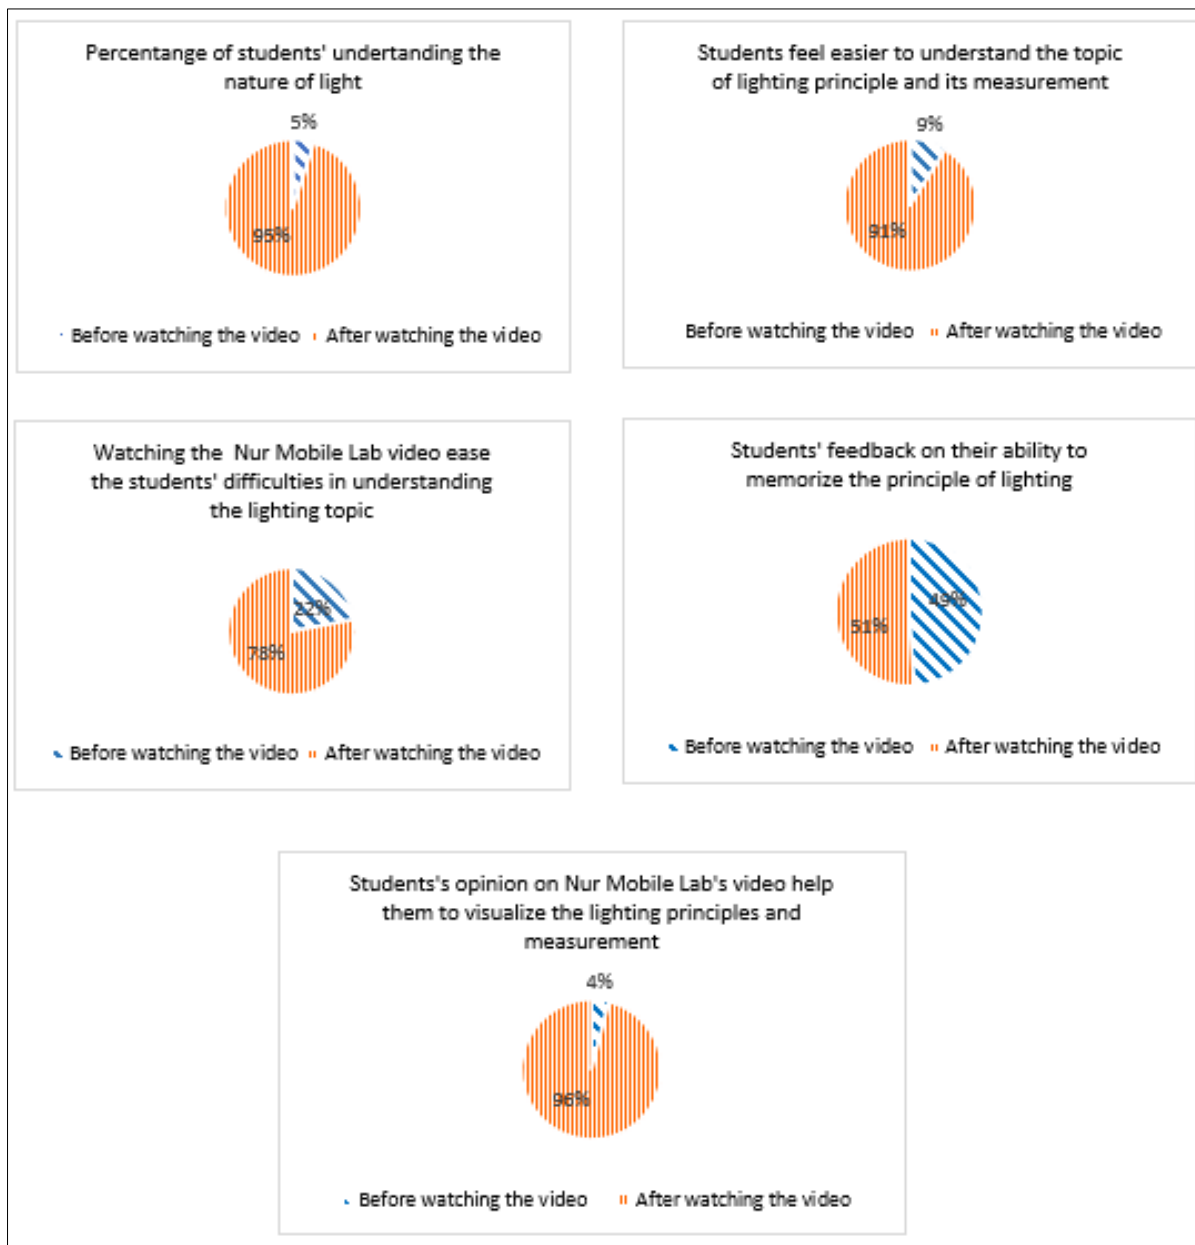 Percentange of students' undertanding the
nature of light
5%
95%
Before watching the video After watching the video
Students feel easier to understand the topic
of lighting principle and its measurement
9%
91%
Before watching the video After watching the video
Watching the Nur Mobile Lab video ease
the students' difficulties in understanding
the lighting topic
22%
78%
Before watching the video After watching the video
Students' feedback on their ability to
memorize the principle of lighting
49%
51%
Before watching the video After watching the video
Students's opinion on Nur Mobile Lab's video help
them to visualize the lighting principles and
measurement
4%
96%
Before watching the video After watching the video